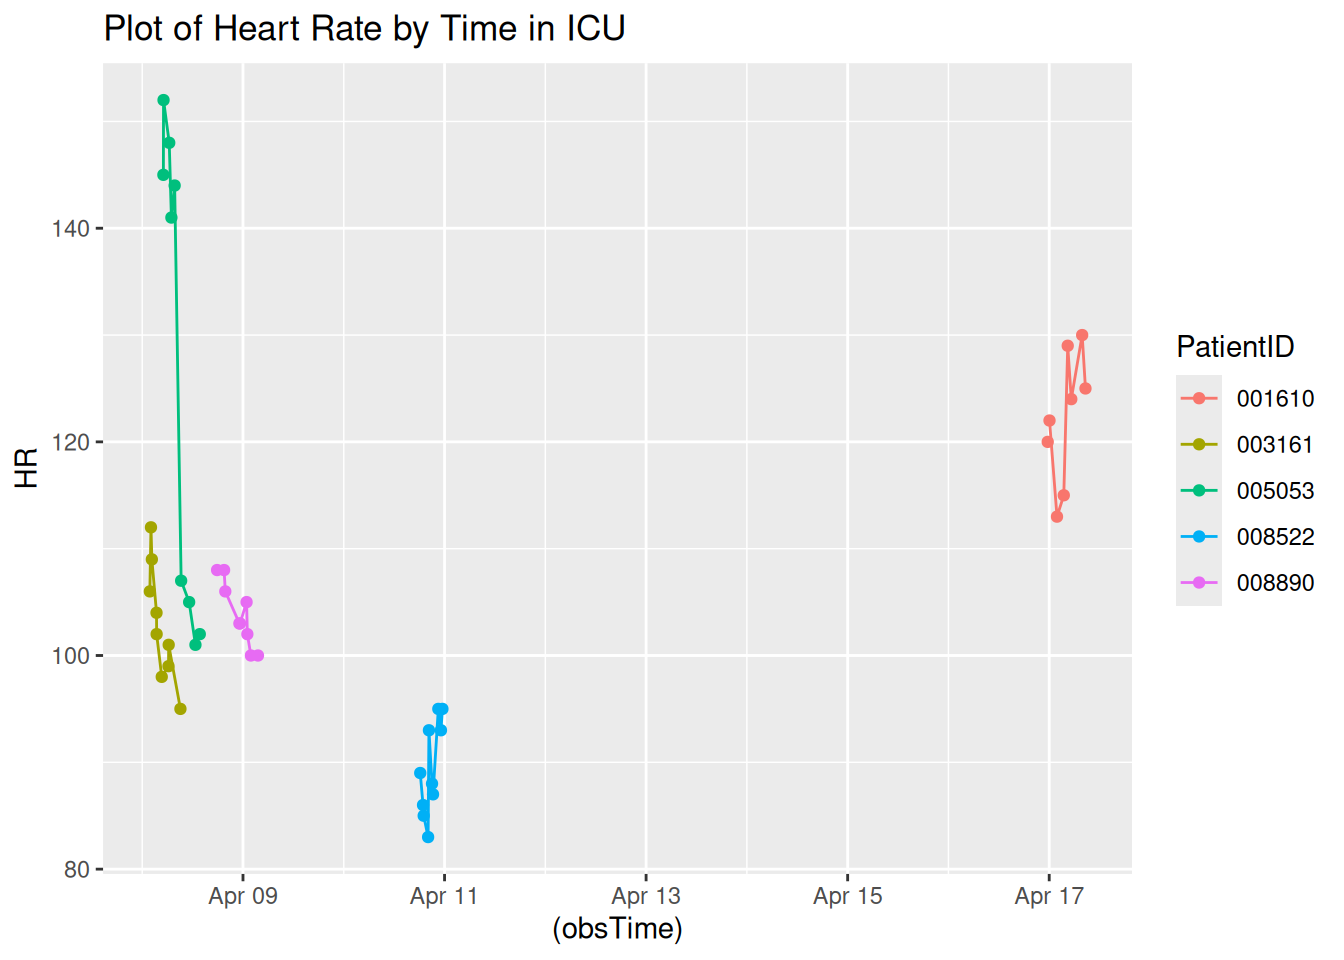 Plot of Heart Rate by Time in ICU
HR
140
120
100
80
Apr 09
Apr 11
Apr 13
Apr 15
Apr 17
(obsTime)
PatientID
001610
003161
005053
008522
008890